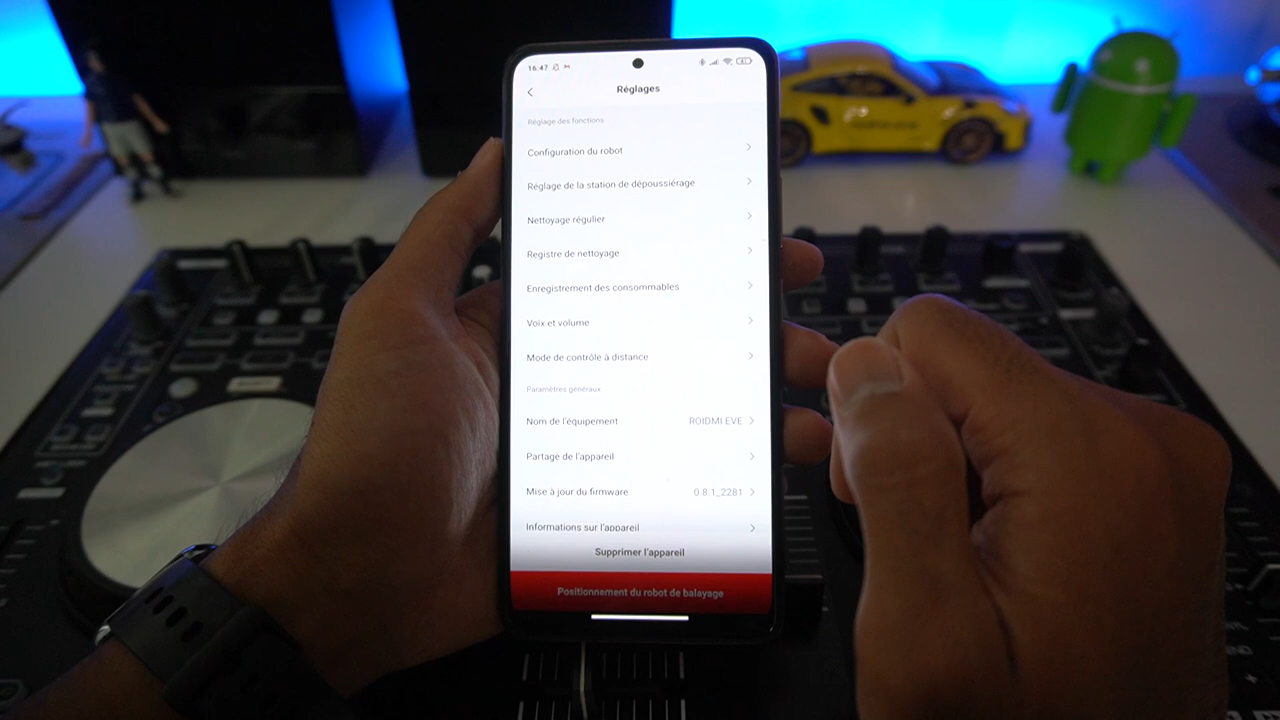 16:47
Réglages
Réglage des fonctions
Configuration du robot
Réglage de la station de dépoussiérage
Nettoyage régulier
Registre de nettoyage
Enregistrement des consommables
Voix et volume
Mode de contrôle à distance
Paramètres généraux
Nom de l'équipement ROIDMI EVE
Partage de l'appareil
Mise à jour du firmware 0.8.1_2281
Informations sur l'appareil
Supprimer l'appareil
Positionnement du robot de balayage